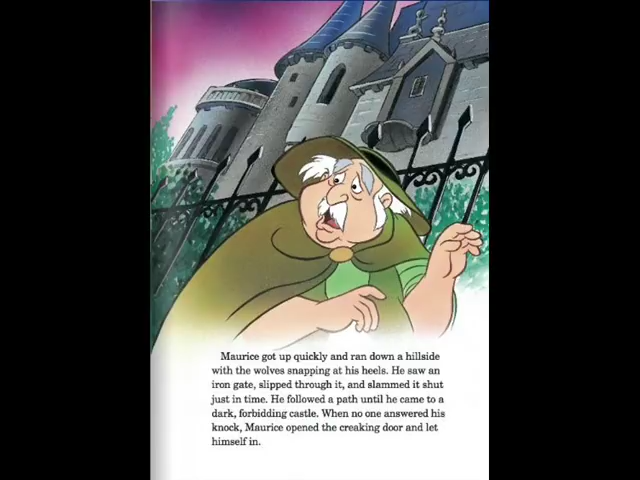 Maurice got up quickly and ran down a hillside
with the wolves snapping at his heels. He saw an
iron gate, slipped through it, and slammed it shut
just in time. He followed a path until he came to a
dark, forbidding castle. When no one answered his
knock, Maurice opened the creaking door and let
himself in.